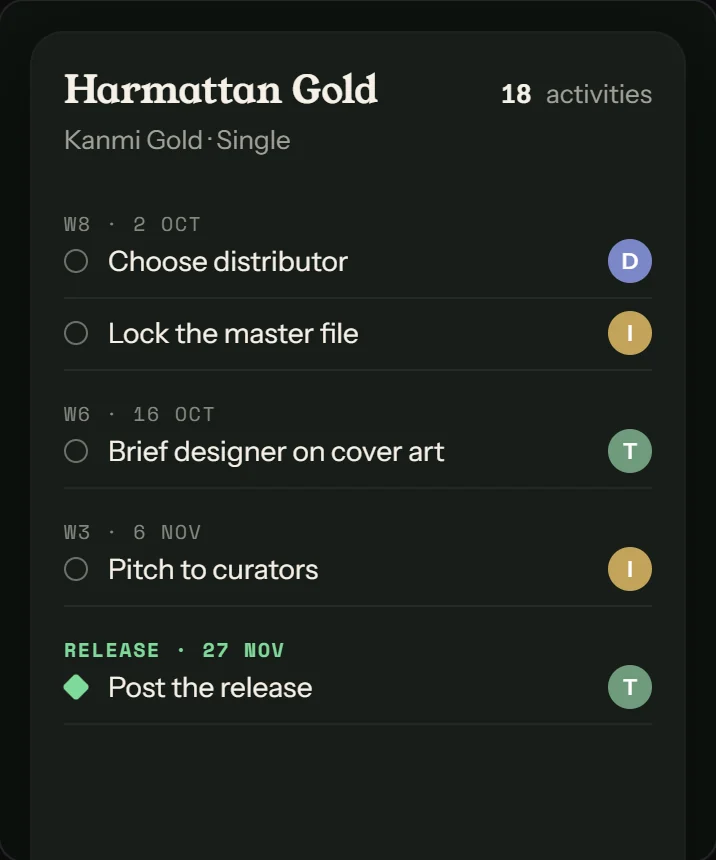 Harmattan Gold
18 activities
Kanmi Gold · Single
W8 · 2 OCT
Choose distributor D
Lock the master file I
W6 · 16 OCT
Brief designer on cover art T
W3 · 6 NOV
Pitch to curators I
RELEASE · 27 NOV
Post the release T